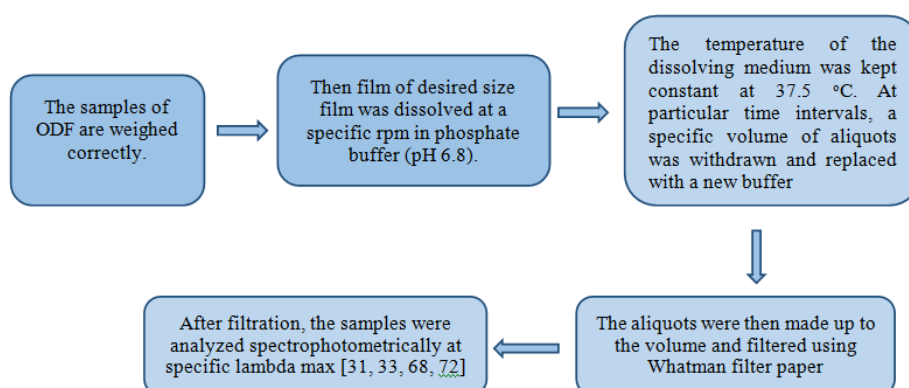 The samples of
ODF are weighed
correctly.
Then film of desired size
film was dissolved at a
specific rpm in phosphate
buffer (pH 6.8).
The temperature of the
dissolving medium was kept
constant at 37.5 °C. At
particular time intervals, a
specific volume of aliquots
was withdrawn and replaced
with a new buffer
The aliquots were then made up to
the volume and filtered using
Whatman filter paper
After filtration, the samples were
analyzed spectrophotometrically at
specific lambda max [31, 33, 68, 72]